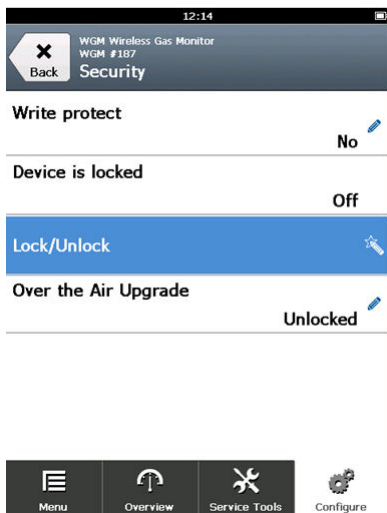 12:14
WGM Wireless Gas Monitor
WGM #187
Back
Security
Write protect
No
Device is locked
Off
Lock/Unlock
Over the Air Upgrade
Unlocked
Menu
Overview
Service Tools
Configure